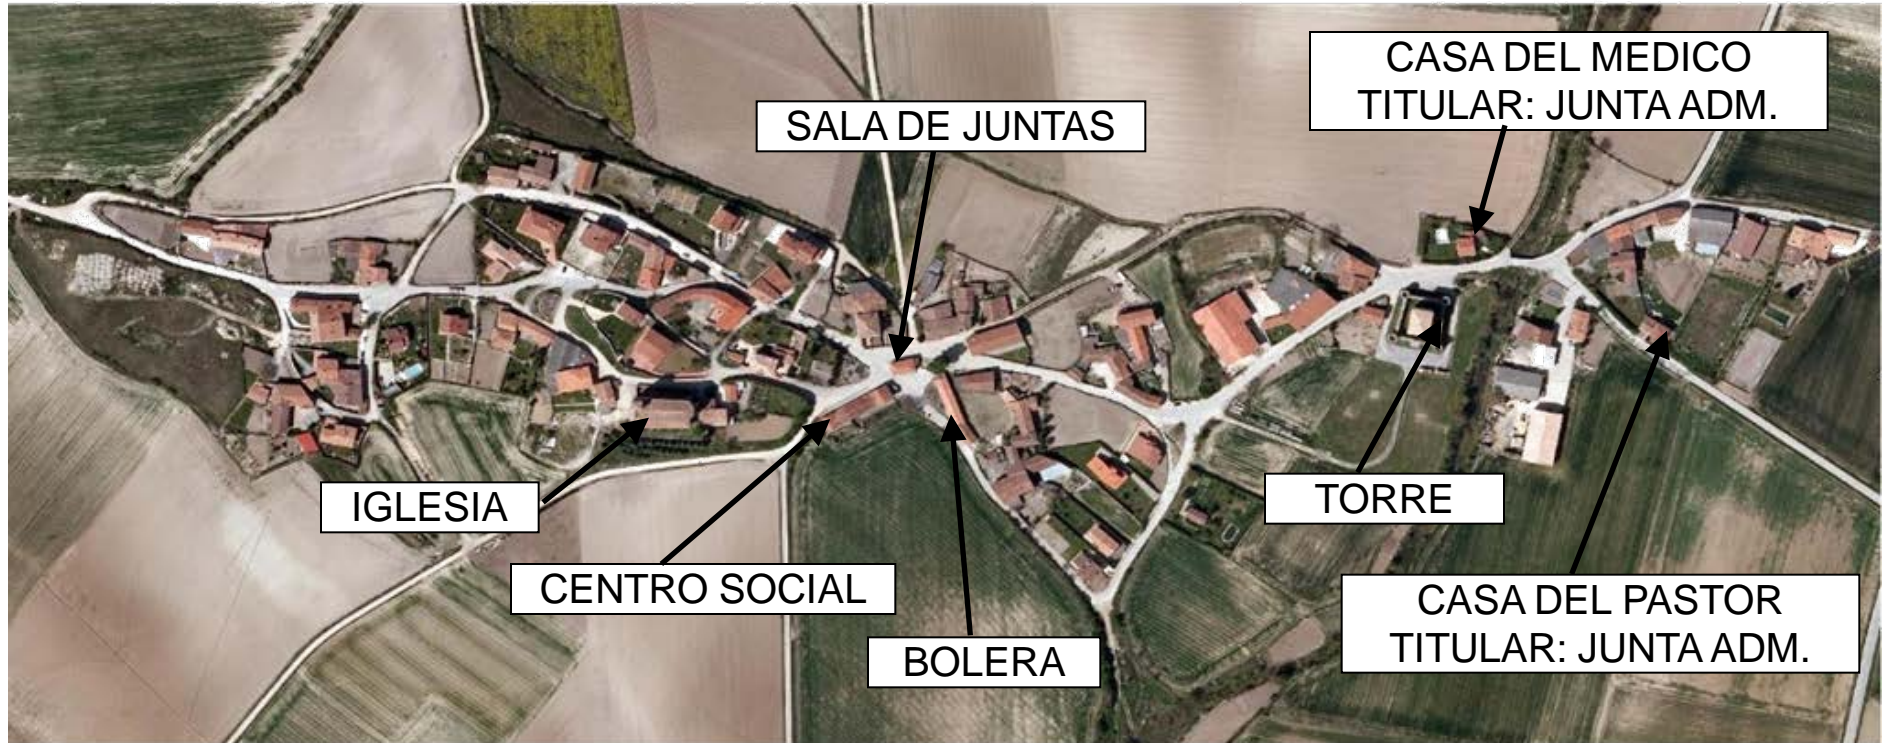 CASA DEL MEDICO
TITULAR: JUNTA ADM.
SALA DE JUNTAS
IGLESIA
TORRE
CENTRO SOCIAL
CASA DEL PASTOR
TITULAR: JUNTA ADM.
BOLERA